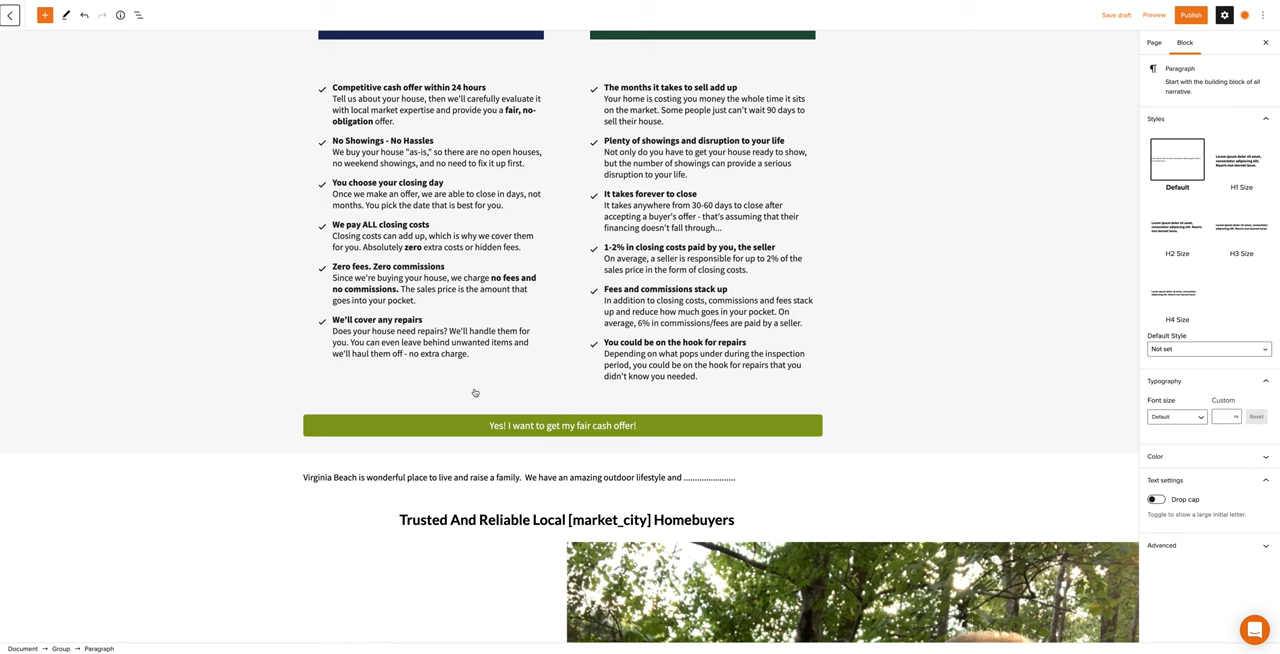 Save draft
Preview
Publish
Page
Block
Paragraph
Start with the building block of all
narrative.
Styles
Default
H1 Size
H2 Size
H3 Size
H4 Size
Default Style
Not set
Typography
Font size
Custom
Default
PX
Reset
Color
Text settings
Drop cap
Toggle to show a large initial letter.
Advanced
Competitive cash offer within 24 hours
Tell us about your house, then we'll carefully evaluate it
with local market expertise and provide you a fair, no-
obligation offer.
No Showings - No Hassles
We buy your house "as-is," so there are no open houses,
no weekend showings, and no need to fix it up first.
You choose your closing day
Once we make an offer, we are able to close in days, not
months. You pick the date that is best for you.
We pay ALL closing costs
Closing costs can add up, which is why we cover them
for you. Absolutely zero extra costs or hidden fees.
Zero fees. Zero commissions
Since we're buying your house, we charge no fees and
no commissions. The sales price is the amount that
goes into your pocket.
We'll cover any repairs
Does your house need repairs? We'll handle them for
you. You can even leave behind unwanted items and
we'll haul them off - no extra charge.
The months it takes to sell add up
Your home is costing you money the whole time it sits
on the market. Some people just can't wait 90 days to
sell their house.
Plenty of showings and disruption to your life
Not only do you have to get your house ready to show,
but the number of showings can provide a serious
disruption to your life.
It takes forever to close
It takes anywhere from 30-60 days to close after
accepting a buyer's offer - that's assuming that their
financing doesn't fall through...
1-2% in closing costs paid by you, the seller
On average, a seller is responsible for up to 2% of the
sales price in the form of closing costs.
Fees and commissions stack up
In addition to closing costs, commissions and fees stack
up and reduce how much goes in your pocket. On
average, 6% in commissions/fees are paid by a seller.
You could be on the hook for repairs
Depending on what pops under during the inspection
period, you could be on the hook for repairs that you
didn't know you needed.
Yes! I want to get my fair cash offer!
Virginia Beach is wonderful place to live and raise a family.  We have an amazing outdoor lifestyle and .......................
Trusted And Reliable Local [market_city] Homebuyers
Document → Group → Paragraph